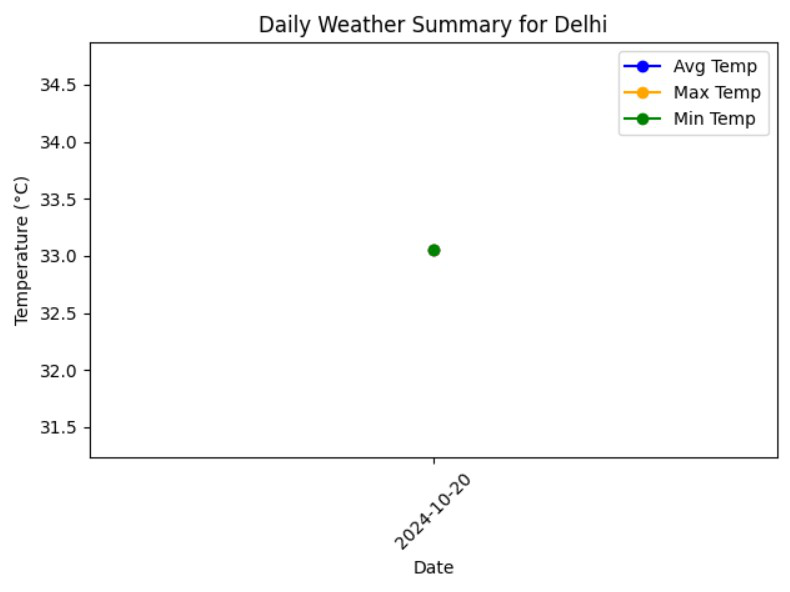 Daily Weather Summary for Delhi
Avg Temp
Max Temp
Min Temp
34.5
34.0
33.5
33.0
32.5
32.0
31.5
Temperature (°C)
2024-10-20
Date